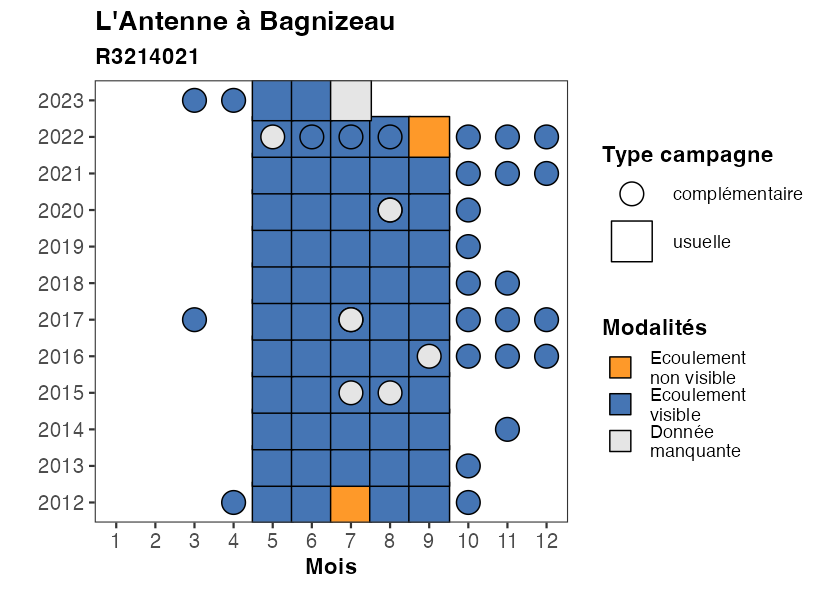 L'Antenne à Bagnizeau
R3214021
2023
2022
2021
2020
2019
2018
2017
2016
2015
2014
2013
2012
1 2 3 4 5 6 7 8 9 10 11 12
Mois
Type campagne
complémentaire
usuelle
Modalités
Ecoulement
non visible
Ecoulement
visible
Donnée
manquante